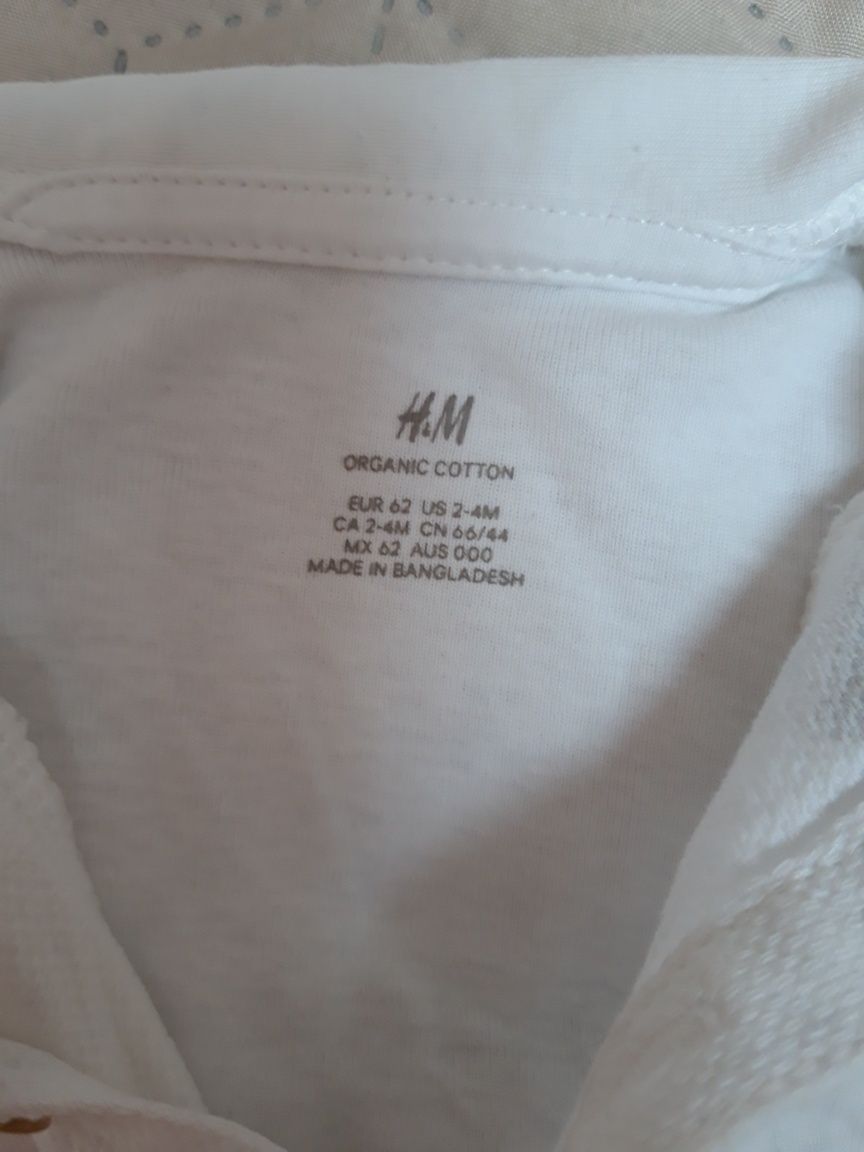 H&M
ORGANIC COTTON
EUR 62 US 2-4M
CA 2-4M CN 66/44
MX 62 AUS 000
MADE IN BANGLADESH